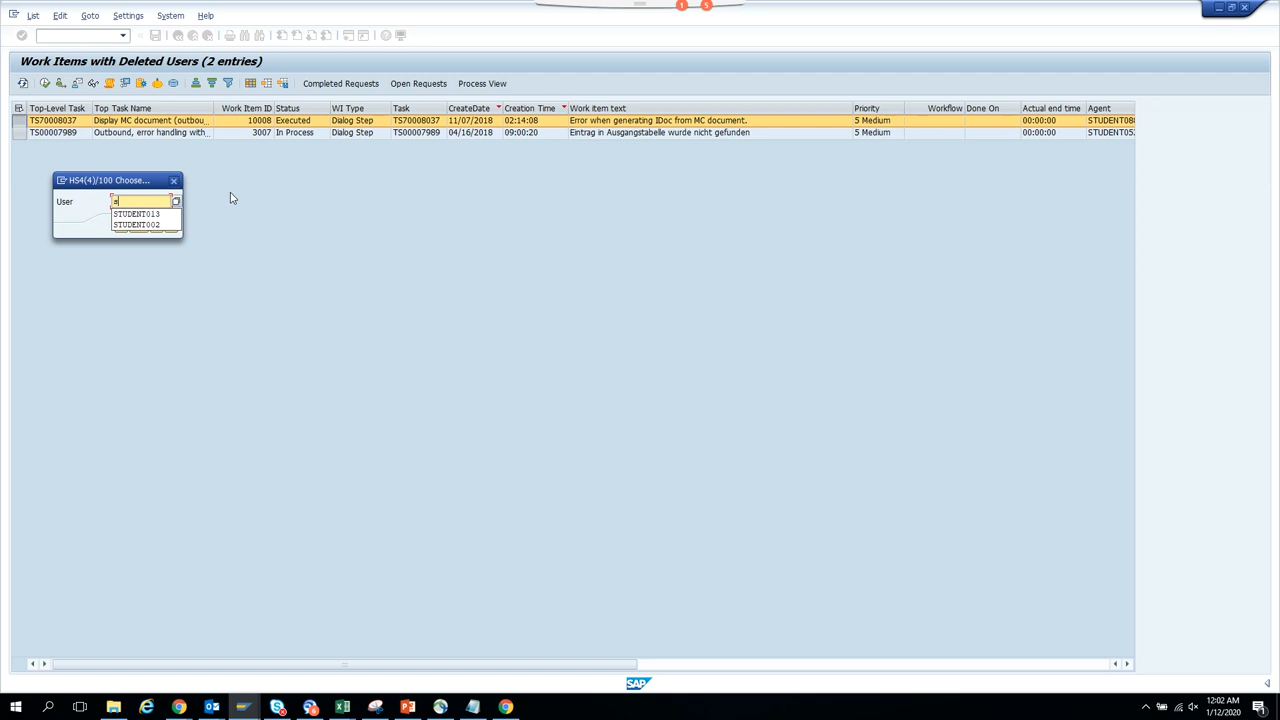 List Edit Goto Settings System Help
1 5
Work Items with Deleted Users (2 entries)
Completed Requests Open Requests Process View
Top-Level Task Top Task Name Work Item ID Status WI Type Task CreateDate Creation Time Work item text Priority Workflow Done On Actual end time Agent
TS70008037 Display MC document (outbou... 10008 Executed Dialog Step TS70008037 11/07/2018 02:14:08 Error when generating IDoc from MC document. 5 Medium 00:00:00 STUDENT080
TS00007989 Outbound, error handling with... 3007 In Process Dialog Step TS00007989 04/16/2018 09:00:20 Eintrag in Ausgangstabelle wurde nicht gefunden 5 Medium 00:00:00 STUDENT05
HS4(4)/100 Choose...
User s
STUDENT013
STUDENT002
SAP
12:02 AM
1/12/2020